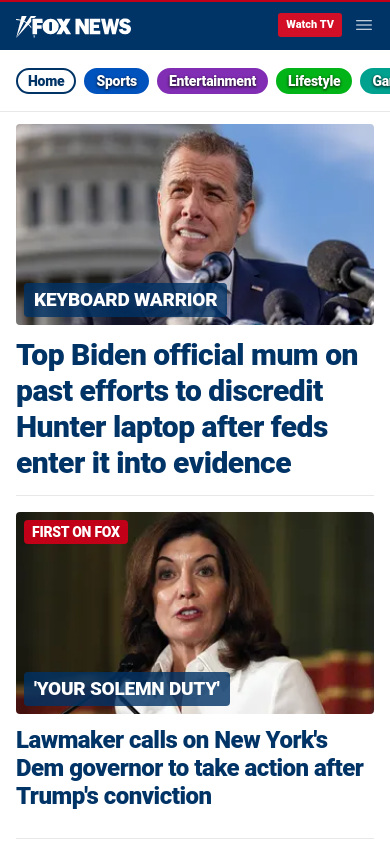 FOX NEWS
Watch TV
Home
Sports
Entertainment
Lifestyle
KEYBOARD WARRIOR
Top Biden official mum on
past efforts to discredit
Hunter laptop after feds
enter it into evidence
FIRST ON FOX
'YOUR SOLEMN DUTY'
Lawmaker calls on New York's
Dem governor to take action after
Trump's conviction